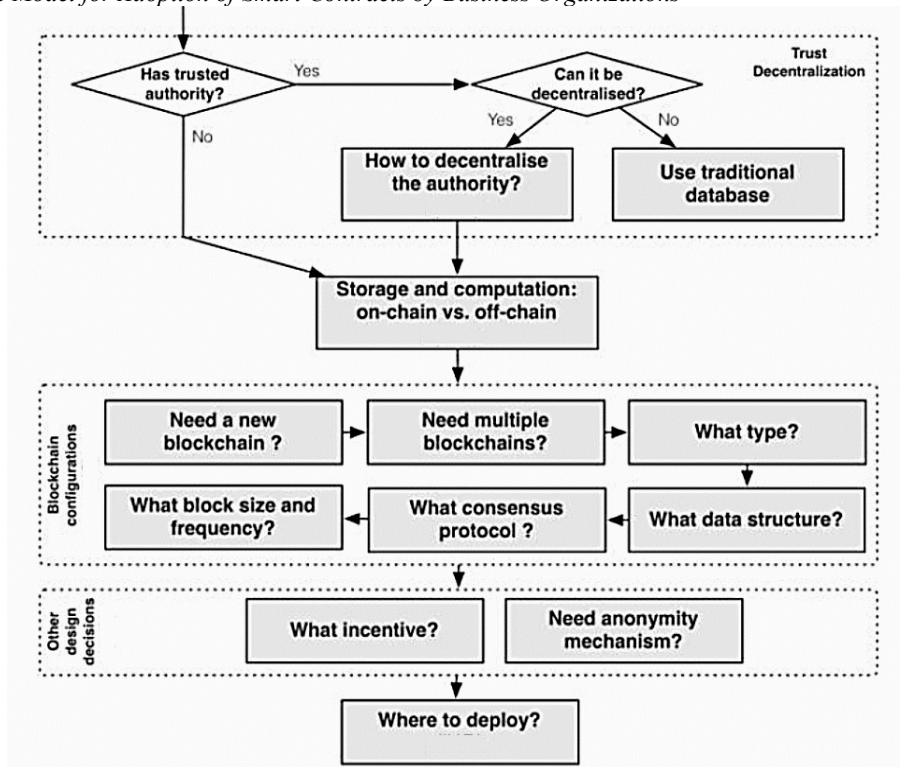 Model for Adoption of Smart Contracts by Business Organizations
Trust
Decentralization
Has trusted
authority?
Yes
Can it be
decentralised?
No
Yes
No
How to decentralise
the authority?
Use traditional
database
Storage and computation:
on-chain vs. off-chain
Blockchain
configurations
Need a new
blockchain ?
Need multiple
blockchains?
What type?
What block size and
frequency?
What consensus
protocol ?
What data structure?
Other
design
decisions
What incentive?
Need anonymity
mechanism?
Where to deploy?